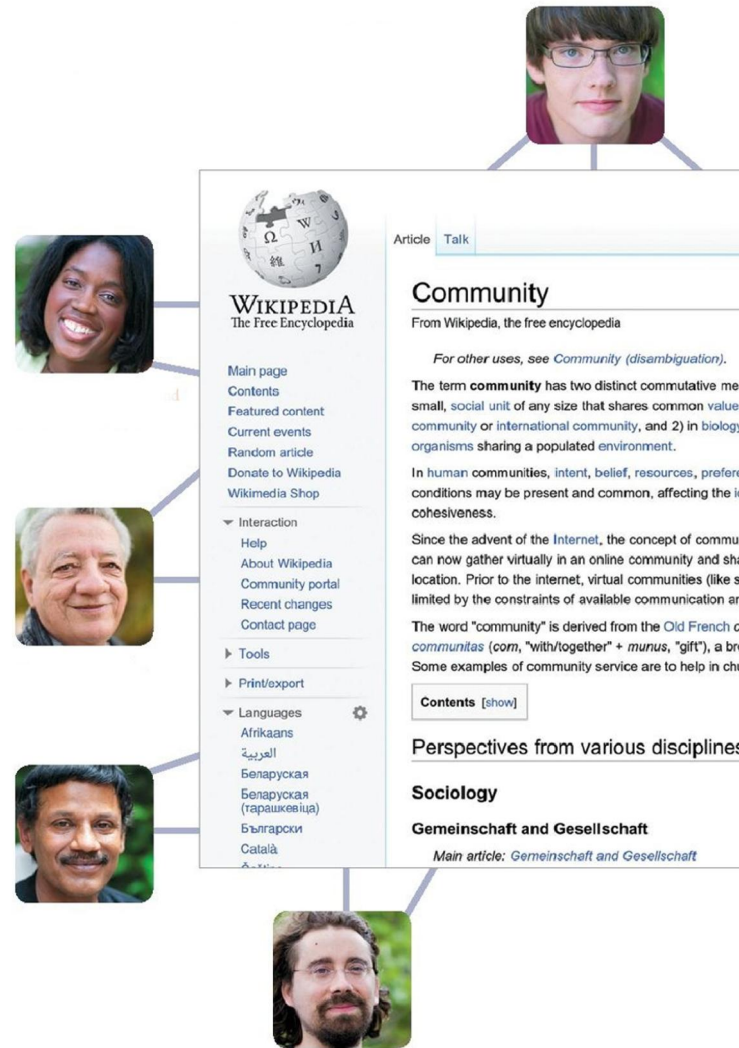 WIKIPEDIA
The Free Encyclopedia
Main page
Contents
Featured content
Current events
Random article
Donate to Wikipedia
Wikimedia Shop
Interaction
Help
About Wikipedia
Community portal
Recent changes
Contact page
Tools
Print/export
Languages
Afrikaans
العربية
Беларуская
Беларуская
(тарашкевіца)
Български
Català
Article Talk
Community
From Wikipedia, the free encyclopedia
For other uses, see Community (disambiguation).
The term community has two distinct commutative me
small, social unit of any size that shares common value
community or international community, and 2) in biology
organisms sharing a populated environment.
In human communities, intent, belief, resources, prefere
conditions may be present and common, affecting the i
cohesiveness.
Since the advent of the Internet, the concept of commu
can now gather virtually in an online community and sha
location. Prior to the internet, virtual communities (like s
limited by the constraints of available communication a
The word "community" is derived from the Old French c
communitas (com, "with/together" + munus, "gift"), a br
Some examples of community service are to help in chu
Contents [show]
Perspectives from various disciplines
Sociology
Gemeinschaft and Gesellschaft
Main article: Gemeinschaft and Gesellschaft